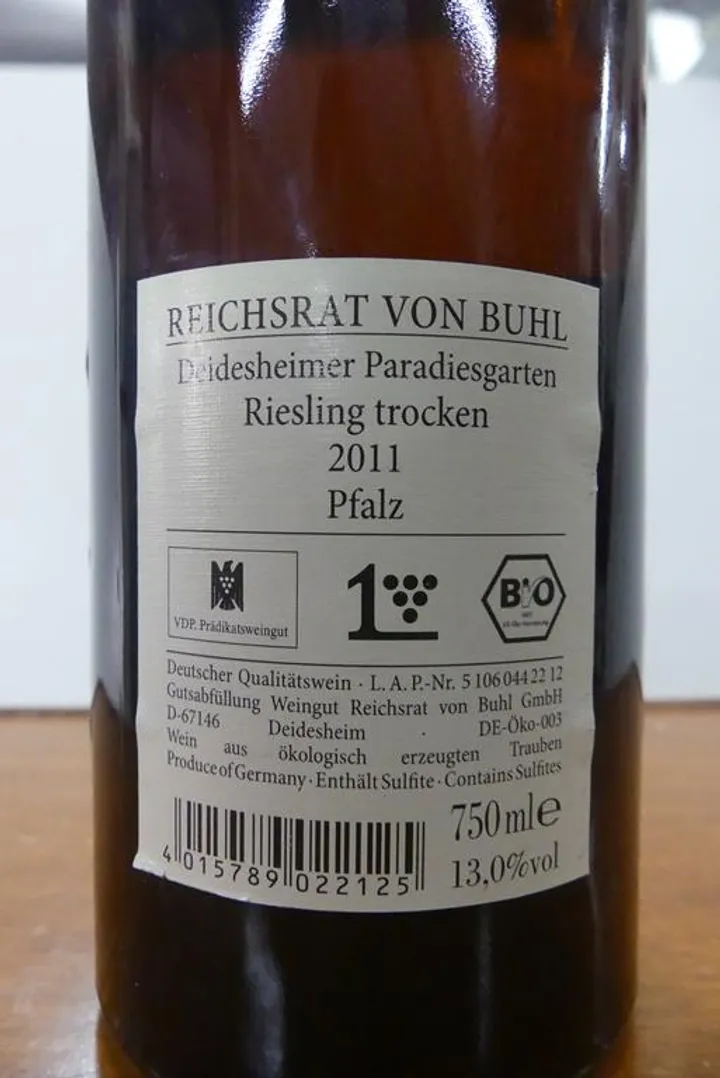 REICHSRAT VON BUHL
Deidesheimer Paradiesgarten
Riesling trocken
2011
Pfalz
VDP. Prädikatsweingut
1
BIO
Deutscher Qualitätswein · L. A. P.-Nr. 5 106 044 22 12
Gutsabfüllung Weingut Reichsrat von Buhl GmbH
D-67146 Deidesheim · DE-Öko-003
Wein aus ökologisch erzeugten Trauben
Produce of Germany · Enthält Sulfite · Contains Sulfites
750 ml e
13,0%vol
4 015789 022125